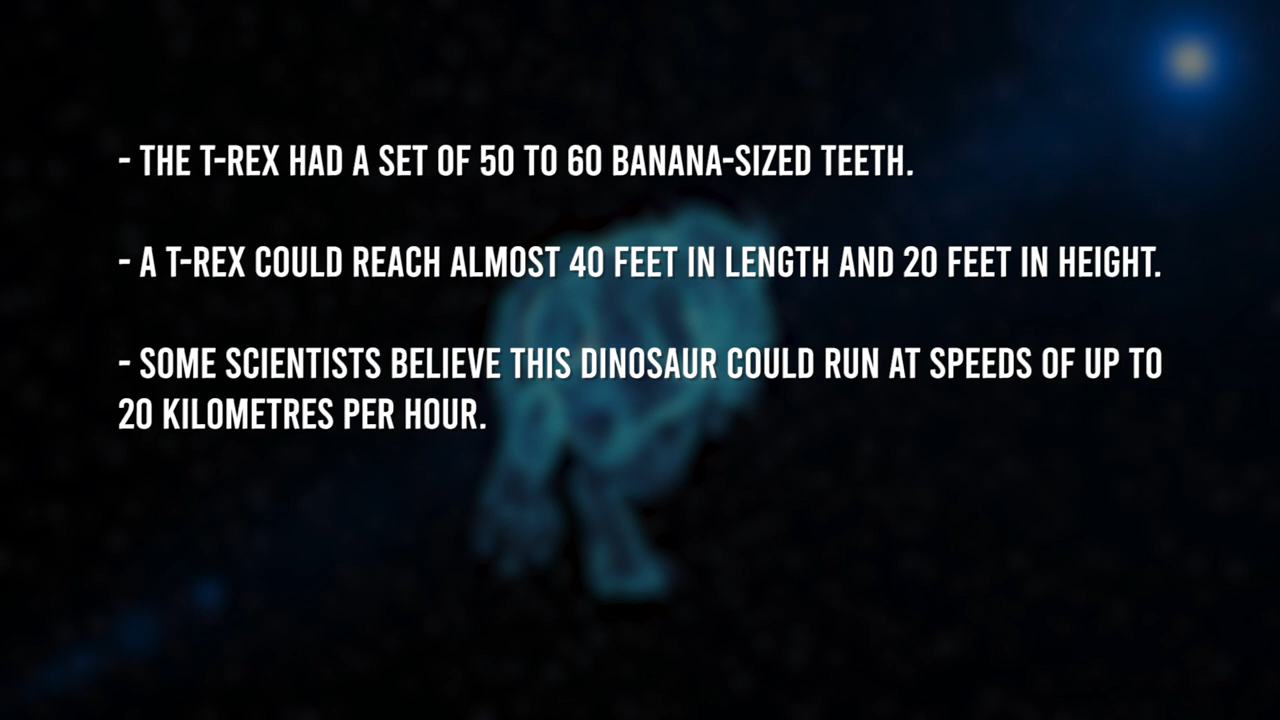 - THE T-REX HAD A SET OF 50 TO 60 BANANA-SIZED TEETH.
- A T-REX COULD REACH ALMOST 40 FEET IN LENGTH AND 20 FEET IN HEIGHT.
- SOME SCIENTISTS BELIEVE THIS DINOSAUR COULD RUN AT SPEEDS OF UP TO
20 KILOMETRES PER HOUR.